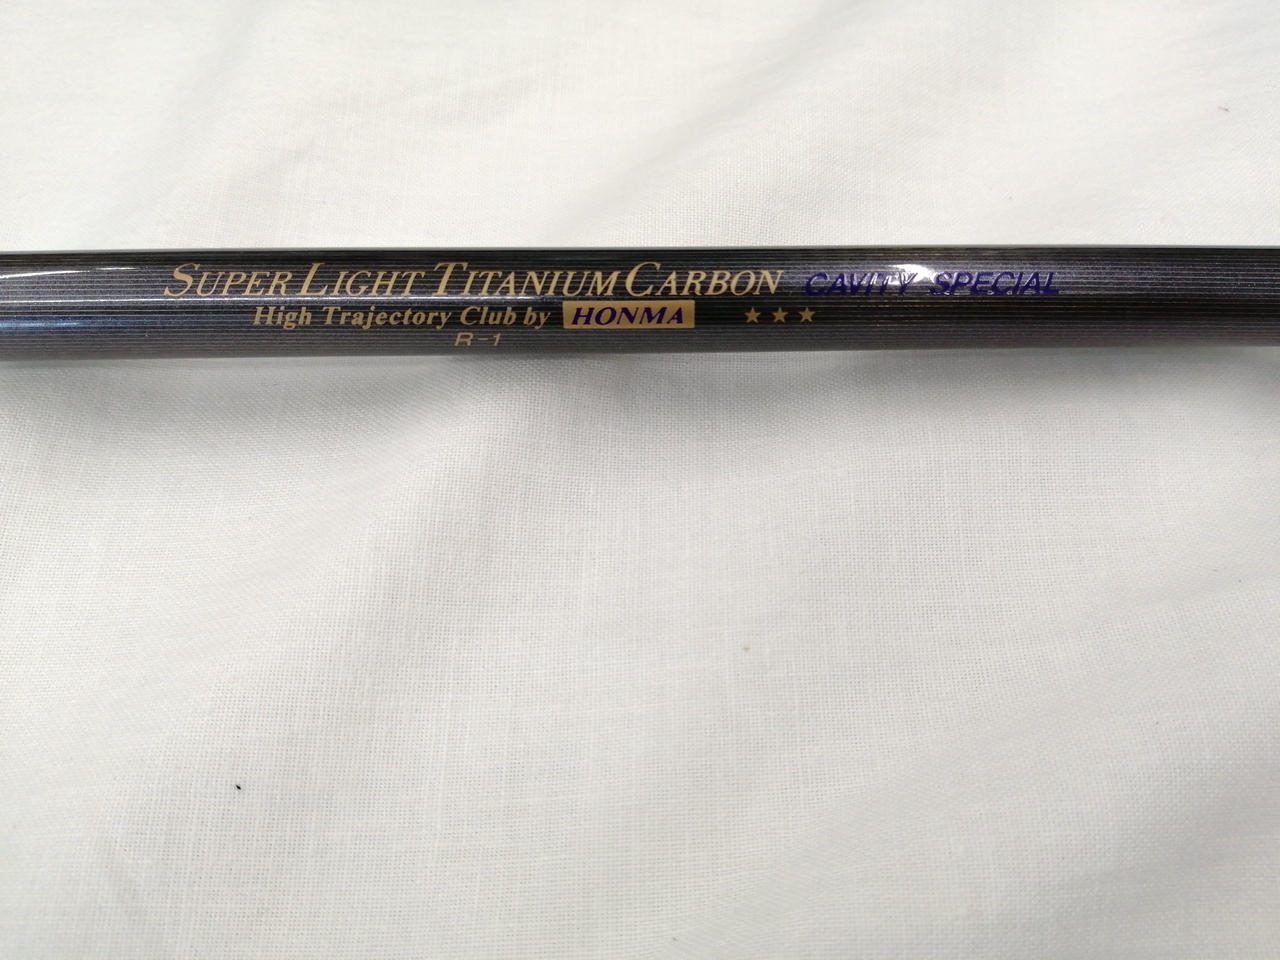 SUPER LIGHT TITANIUM CARBON CAVITY SPECIAL
High Trajectory Club by HONMA ★★★
R-1